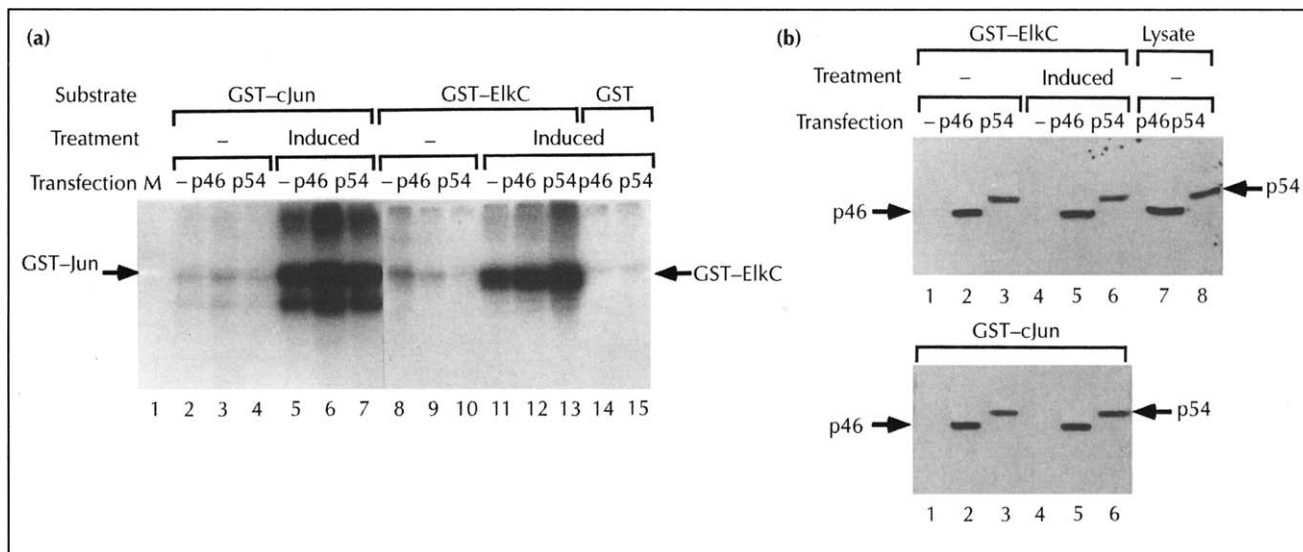 (a)
Substrate GST–cJun GST–ElkC GST
Treatment – Induced – Induced
Transfection M – p46 p54 – p46 p54 – p46 p54 – p46 p54 p46 p54
GST–Jun GST–ElkC
1 2 3 4 5 6 7 8 9 10 11 12 13 14 15
(b)
GST–ElkC Lysate
Treatment – Induced –
Transfection – p46 p54 – p46 p54 p46 p54
p46 p54
1 2 3 4 5 6 7 8
GST–cJun
p46 p54
1 2 3 4 5 6